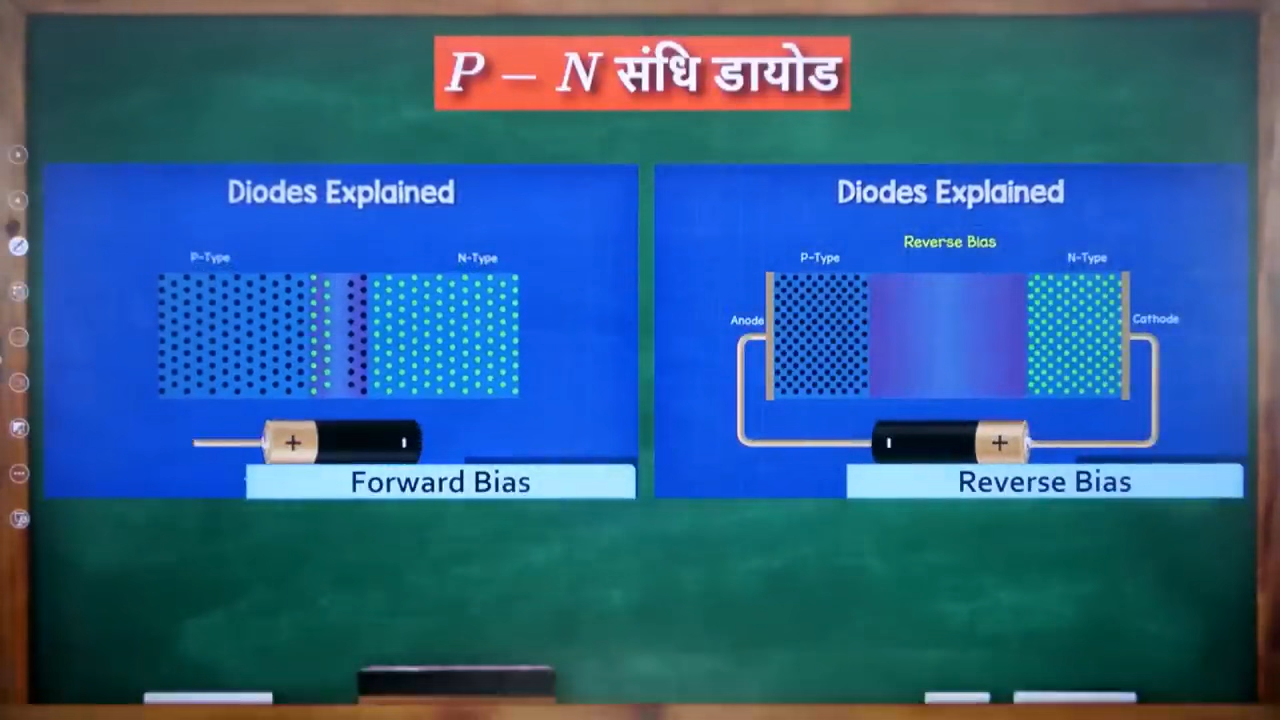 P – N संधि डायोड
Diodes Explained
P-Type
N-Type
+
Forward Bias
Diodes Explained
Reverse Bias
P-Type
N-Type
Anode
Cathode
+
Reverse Bias